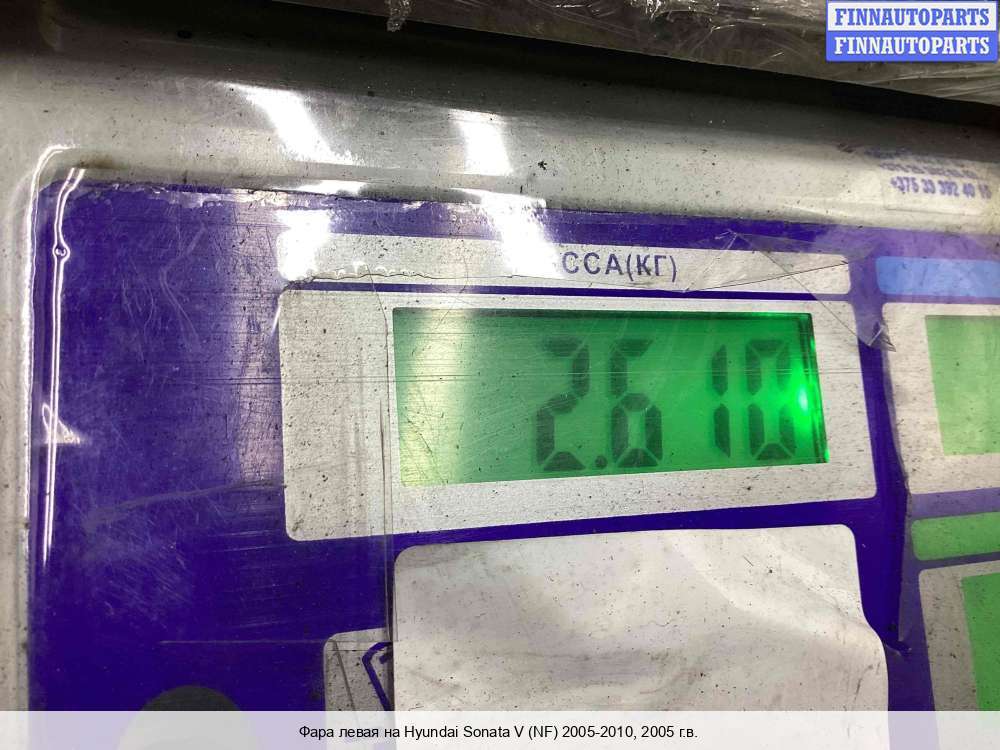 FINNAUTOPARTS
FINNAUTOPARTS
+375 33 392 40 15
ССА(КГ)
2.610
Фара левая на Hyundai Sonata V (NF) 2005-2010, 2005 г.в.